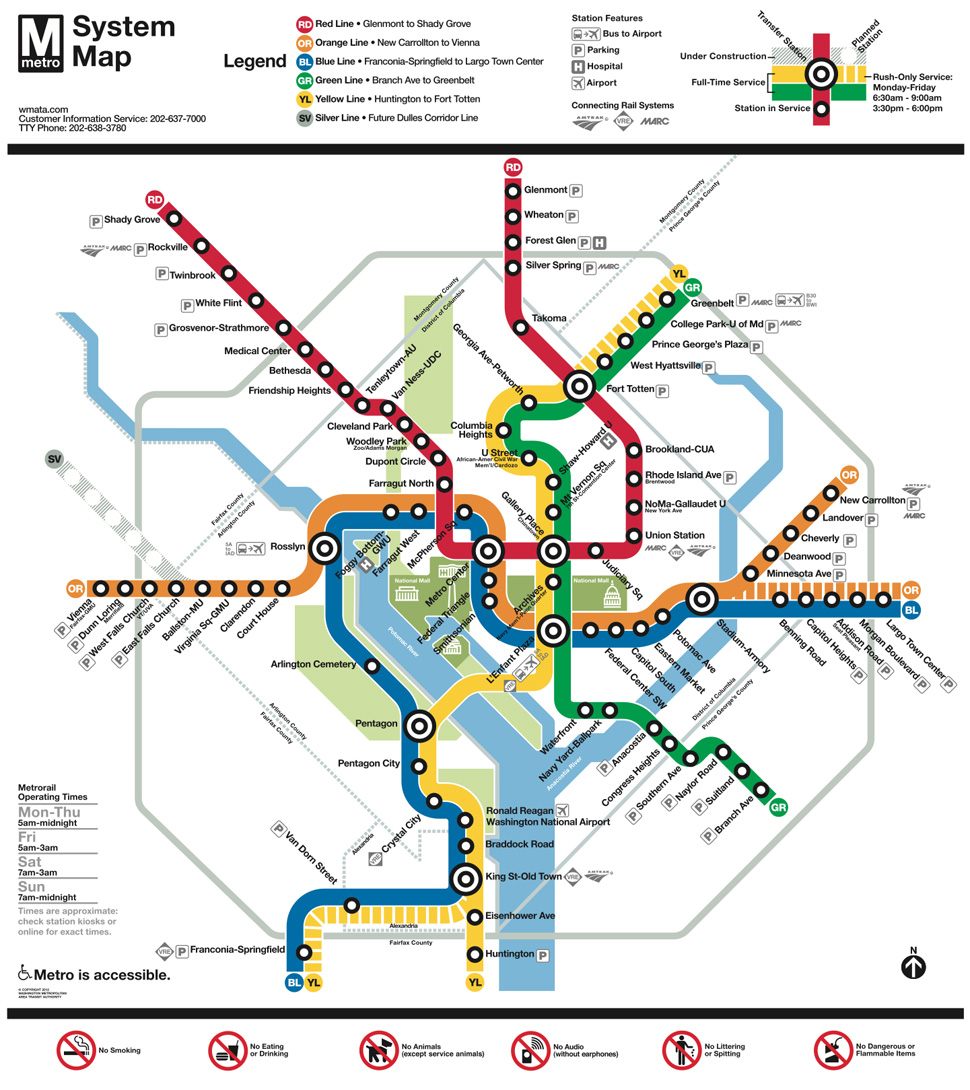 M
metro
System
Map
wmata.com
Customer Information Service: 202-637-7000
TTY Phone: 202-638-3780
Legend
RD Red Line • Glenmont to Shady Grove
OR Orange Line • New Carrollton to Vienna
BL Blue Line • Franconia-Springfield to Largo Town Center
GR Green Line • Branch Ave to Greenbelt
YL Yellow Line • Huntington to Fort Totten
SV Silver Line • Future Dulles Corridor Line
Station Features
Bus to Airport
P Parking
H Hospital
Airport
Connecting Rail Systems
AMTRAK VRE MARC
Transfer Station
Planned
Station
Under Construction
Full-Time Service
Station in Service
Rush-Only Service:
Monday-Friday
6:30am - 9:00am
3:30pm - 6:00pm
RD
Shady Grove P
Rockville P AMTRAK MARC
Twinbrook P
White Flint P
Grosvenor-Strathmore P
Medical Center
Bethesda
Friendship Heights
Tenleytown-AU
Van Ness-UDC
Cleveland Park
Woodley Park
Zoo/Adams Morgan
Dupont Circle
Farragut North
RD
Glenmont P
Wheaton P
Forest Glen P H
Silver Spring P MARC
Takoma
Montgomery County
Prince George's County
Montgomery County
District of Columbia
YL
GR
Greenbelt P MARC B30
to
BWI
College Park-U of Md P MARC
Prince George's Plaza P
West Hyattsville P
Fort Totten P
Georgia Ave-Petworth
Columbia
Heights
U Street
African-Amer Civil War
Mem'l/Cardozo
Shaw-Howard U
H
Mt Vernon Sq
7th St-Convention Center
Gallery Place
Chinatown
Brookland-CUA
Rhode Island Ave P
Brentwood
NoMa-Gallaudet U
New York Ave
Union Station
MARC VRE AMTRAK
Judiciary Sq
SV
Fairfax County
Arlington County
5A
to
IAD
Rosslyn
OR
Vienna
Fairfax-GMU
P
Dunn Loring
Merrifield
P
West Falls Church
VT/UVA
P
East Falls Church
P
Ballston-MU
Virginia Sq-GMU
Clarendon
Court House
Foggy Bottom
GWU
H
Farragut West
McPherson Sq
Metro Center
Federal Triangle
Smithsonian
National Mall
National Mall
Archives
Navy Mem'l-Penn Quarter
L'Enfant Plaza
VRE
Potomac River
Federal Center SW
Capitol South
Eastern Market
Potomac Ave
Stadium-Armory
OR
New Carrollton P
AMTRAK
MARC
Landover P
Cheverly P
Deanwood P
Minnesota Ave P
OR
BL
Benning Road
Capitol Heights P
Addison Road P
Seat Pleasant
Morgan Boulevard P
Largo Town Center P
District of Columbia
Prince George's County
Arlington Cemetery
Pentagon
Pentagon City
Crystal City
VRE
Arlington County
Fairfax County
Waterfront
Navy Yard-Ballpark
Anacostia River
Anacostia P
Congress Heights
Southern Ave P
Naylor Road P
Suitland P
Branch Ave P
GR
Ronald Reagan
Washington National Airport
Braddock Road
King St-Old Town VRE AMTRAK
Eisenhower Ave
Huntington P
Van Dorn Street P
Alexandria
Alexandria
Fairfax County
Franconia-Springfield P VRE
BL
YL
YL
Metrorail
Operating Times
Mon-Thu
5am-midnight
Fri
5am-3am
Sat
7am-3am
Sun
7am-midnight
Times are approximate:
check station kiosks or
online for exact times.
Metro is accessible.
© COPYRIGHT 2012
WASHINGTON METROPOLITAN
AREA TRANSIT AUTHORITY
N
No Smoking
No Eating
or Drinking
No Animals
(except service animals)
No Audio
(without earphones)
No Littering
or Spitting
No Dangerous or
Flammable Items